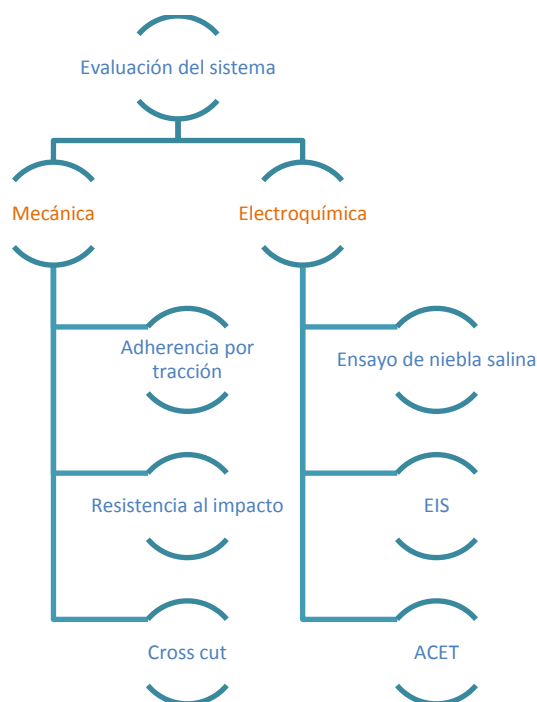 Evaluación del sistema
Mecánica
Electroquímica
Adherencia por
tracción
Ensayo de niebla salina
Resistencia al impacto
EIS
Cross cut
ACET